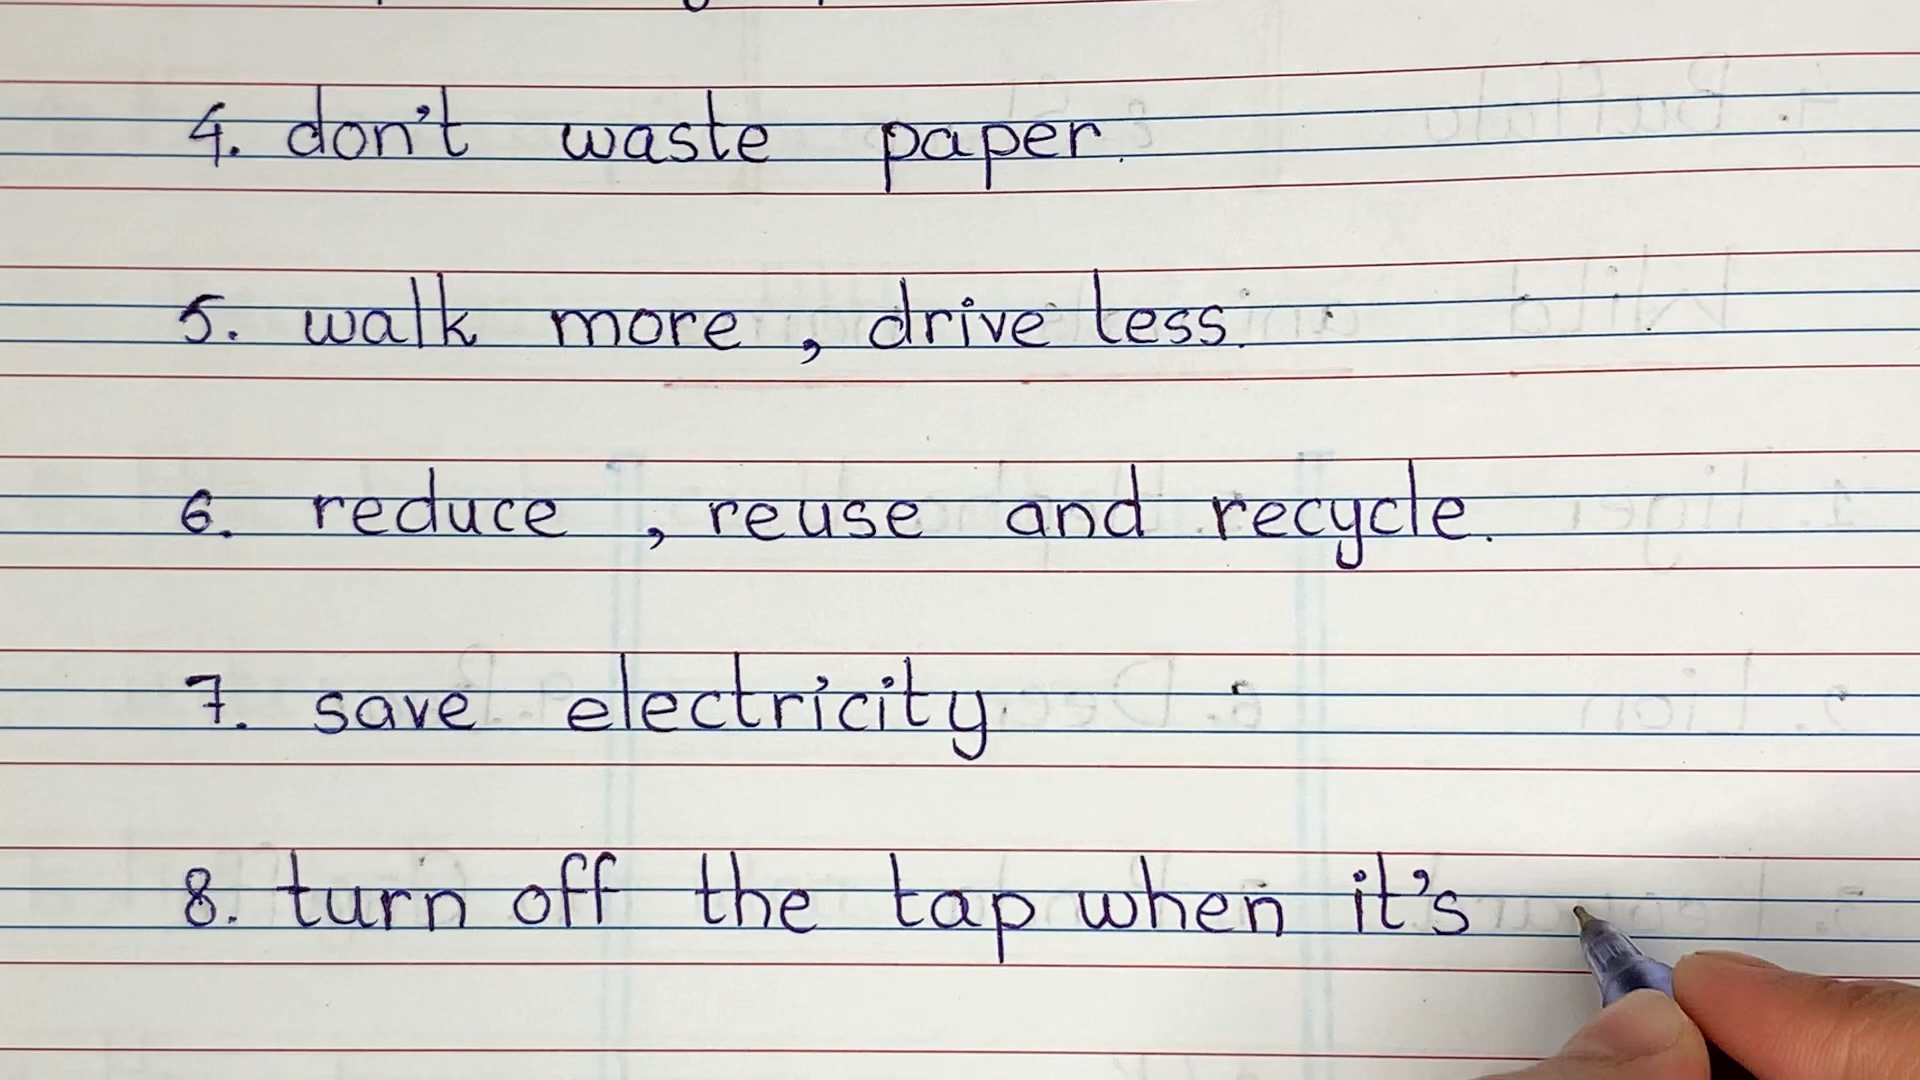 4. don't waste paper.
5. walk more, drive less.
6. reduce, reuse and recycle.
7. save electricity
8. turn off the tap when it's